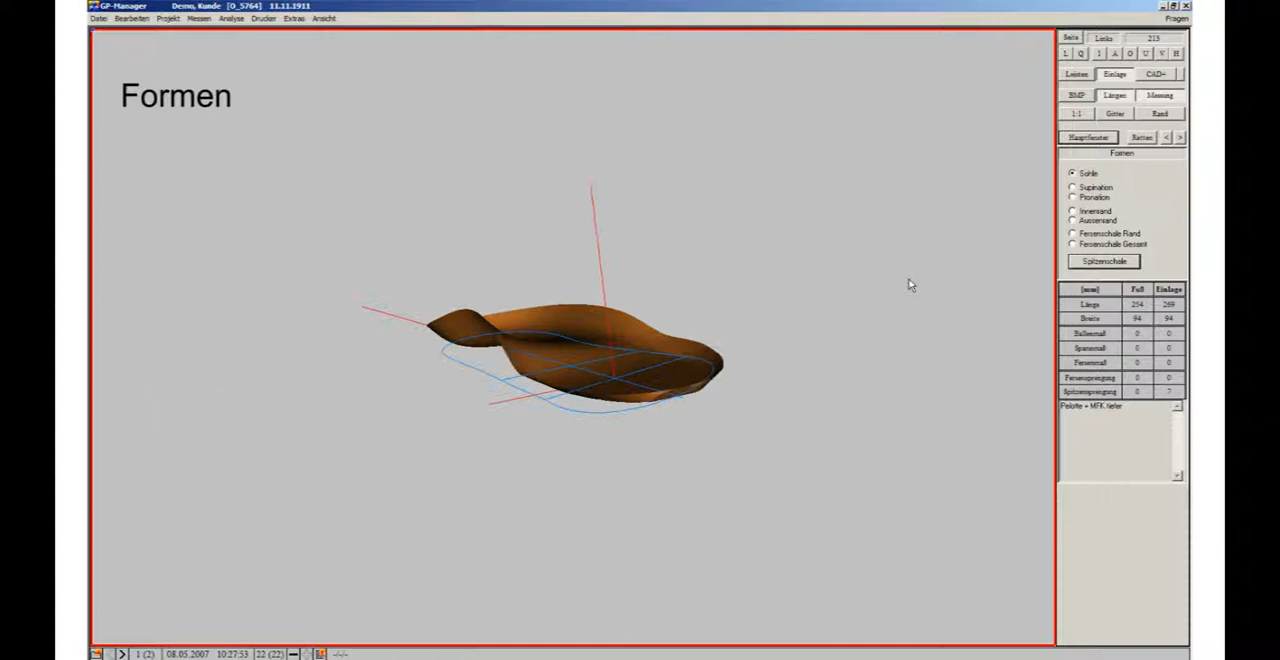 GP-Manager Demo, Kunde [O_5764] 11.11.1911
Datei Bearbeiten Projekt Messen Analyse Drucker Extras Ansicht Fragen
Formen
Seite Links 213
L Q I A O U V H
Leisten Einlage CAD+
BMP Längen Messung
1:1 Gitter Rand
Hauptfenster Retten < >
Formen
Sohle
Supination
Pronation
Innenrand
Aussenrand
Fersenschale Rand
Fersenschale Gesamt
Spitzenschale
[mm] Fuß Einlage
Länge 254 269
Breite 94 94
Ballenmaß 0 0
Spannmaß 0 0
Fersenmaß 0 0
Fersensprengung 0 0
Spitzensprengung 0 7
Pelotte + MFK tiefer
1 (2) 08.05.2007 10:27:53 22 (22) -/-/-